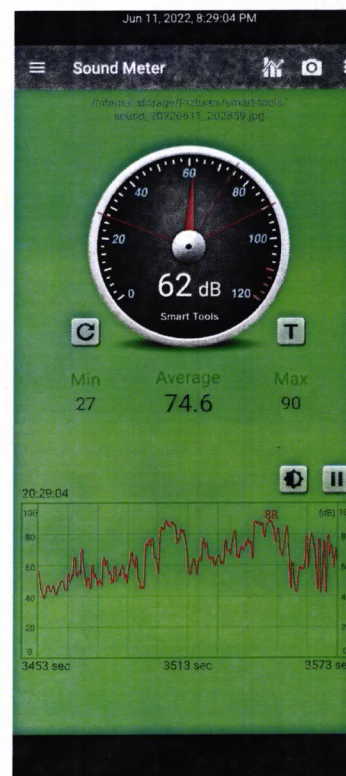 Jun 11, 2022, 8:29:04 PM
Sound Meter
/Internal storage/Pictures/smart-tools/
sound_20220611_202859.jpg
60
40
80
20
100
0
62 dB
120
Smart Tools
T
Min
Average
Max
27
74.6
90
20:29:04
100
88
(dB)
80
60
40
20
0
3453 sec
3513 sec
3573 sec